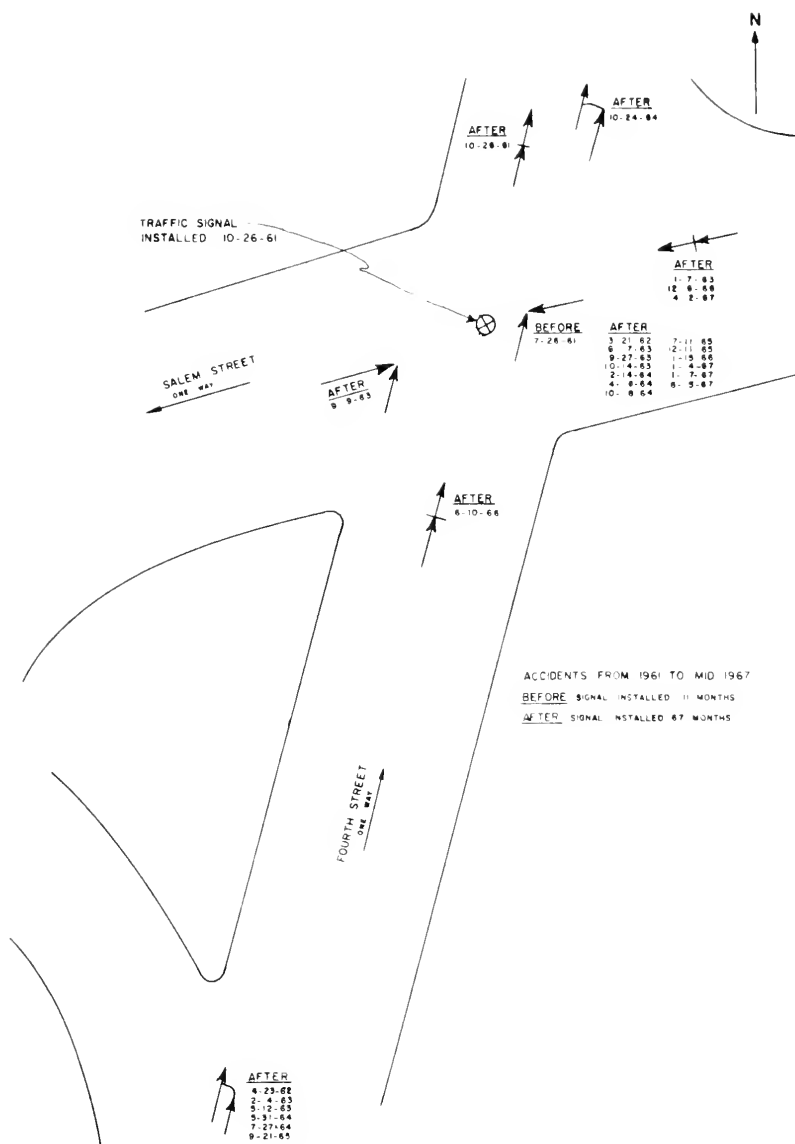 N
AFTER
10-24-64
AFTER
10-26-61
TRAFFIC SIGNAL
INSTALLED 10-26-61
AFTER
1-7-63
12 6-66
4 2-67
BEFORE
7-26-61
AFTER
3 21 62 7-11 65
6 7-63 12-11 65
9-27-63 1-15 66
10-14-63 1-4-67
2-14-64 1-7-67
4-6-64 6-5-67
10-8 64
SALEM STREET
ONE WAY
AFTER
9 9-63
AFTER
6-10-66
ACCIDENTS FROM 1961 TO MID 1967
BEFORE SIGNAL INSTALLED 11 MONTHS
AFTER SIGNAL INSTALLED 67 MONTHS
FOURTH STREET
ONE WAY
AFTER
4-23-62
2-4-63
5-12-63
5-31-64
7-27-64
9-21-65